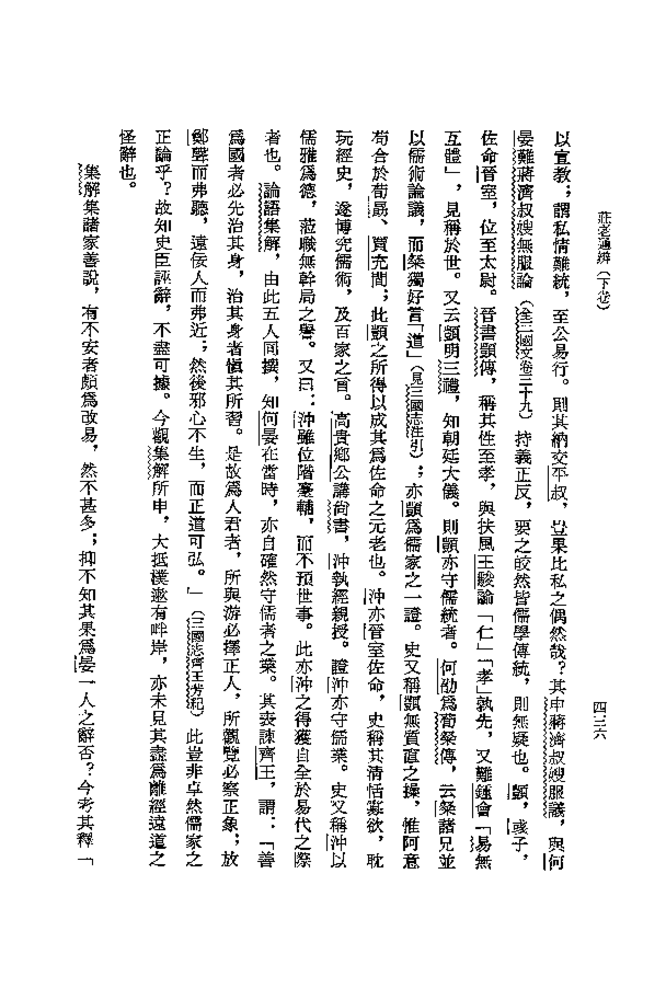 莊老通辨（下卷）
四三六
以宣教；謂私情難統，至公易行。則其納交平叔，豈果比私之偶然哉？其申蔣濟叔嫂服議，與何
晏難蔣濟叔嫂無服論（全三國文卷三十九）持義正反，要之皎然皆儒學傳統，則無疑也。顗，彧子，
佐命晉室，位至太尉。晉書顗傳，稱其性至孝，與扶風王駿論「仁」「孝」孰先，又難鍾會「易無
互體」，見稱於世。又云顗明三禮，知朝廷大儀。則顗亦守儒統者。何劭為荀粲傳，云粲諸兄並
以儒術論議，而粲獨好言「道」（見三國志注引）；亦顗為儒家之一證。史又稱顗無質直之操，惟阿意
苟合於荀勗、賈充間；此顗之所得以成其為佐命之元老也。沖亦晉室佐命，史稱其清恬寡欲，耽
玩經史，遂博究儒術，及百家之言。高貴鄉公講尚書，沖執經親授。證沖亦守儒業。史又稱沖以
儒雅為德，蒞職無幹局之譽。又曰：沖雖位階臺輔，而不預世事。此亦沖之得獲自全於易代之際
者也。論語集解，由此五人同撰，知何晏在當時，亦自確然守儒者之業。其奏諫齊王，謂：「善
為國者必先治其身，治其身者慎其所習。是故為人君者，所與游必擇正人，所觀覽必察正象；放
鄭聲而弗聽，遠佞人而弗近；然後邪心不生，而正道可弘。」（三國志齊王芳紀）此豈非卓然儒家之
正論乎？故知史臣誣辭，不盡可據。今觀集解所申，大抵樸遬有畔岸，亦未見其盡為離經遠道之
怪辭也。
集解集諸家善說，有不安者頗為改易，然不甚多；抑不知其果為晏一人之辭否？今考其釋「